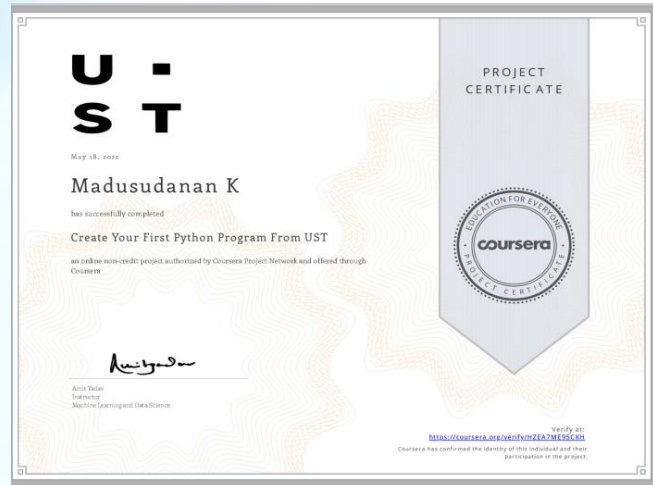 U ·
S T
May 18, 2022
Madusudanan K
has successfully completed
Create Your First Python Program From UST
an online non-credit project authorized by Coursera Project Network and offered through
Coursera
Amit Yadav
Instructor
Machine Learning and Data Science
PROJECT
CERTIFICATE
EDUCATION FOR EVERYONE
coursera
PROJECT CERTIFICATE
Verify at:
https://coursera.org/verify/HZEA7ME95CKH
Coursera has confirmed the identity of this individual and their
participation in the project.